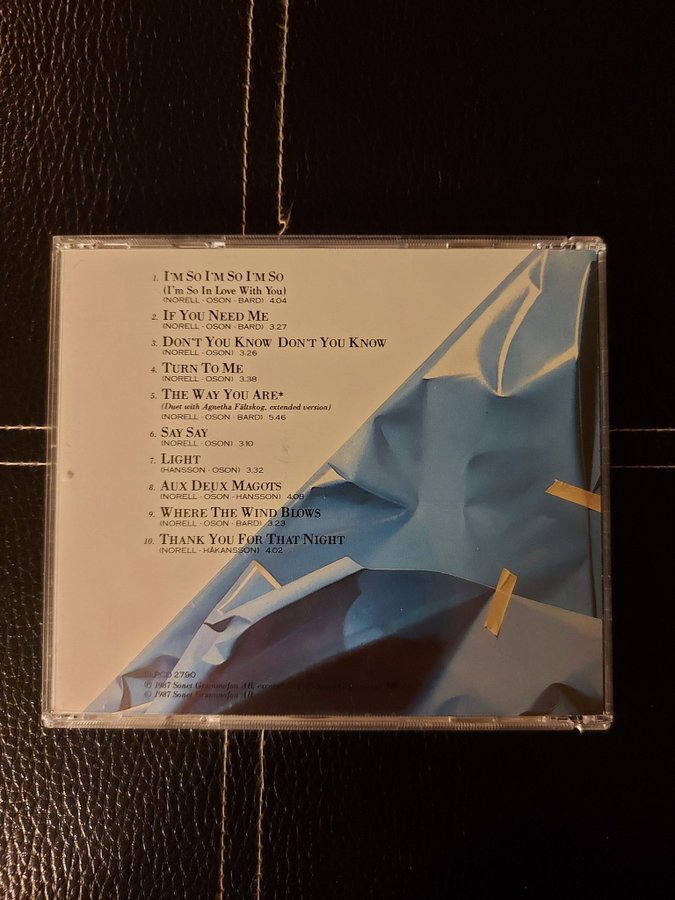 1. I'M SO I'M SO I'M SO
(I'm So In Love With You)
(NORELL - OSON - BARD) 4.04
2. IF YOU NEED ME
(NORELL - OSON - BARD) 3.27
3. DON'T YOU KNOW DON'T YOU KNOW
(NORELL - OSON) 3.26
4. TURN TO ME
(NORELL - OSON) 3.38
5. THE WAY YOU ARE*
(Duet with Agnetha Fältskog, extended version)
(NORELL - OSON - BARD) 5.46
6. SAY SAY
(NORELL - OSON) 3.10
7. LIGHT
(HANSSON - OSON) 3.32
8. AUX DEUX MAGOTS
(NORELL - OSON - HANSSON) 4.09
9. WHERE THE WIND BLOWS
(NORELL - OSON - BARD) 3.23
10. THANK YOU FOR THAT NIGHT
(NORELL - HÅKANSSON) 4.02
2790
℗ 1987 Sonet Grammofon AB,
© 1987 Sonet Grammofon AB